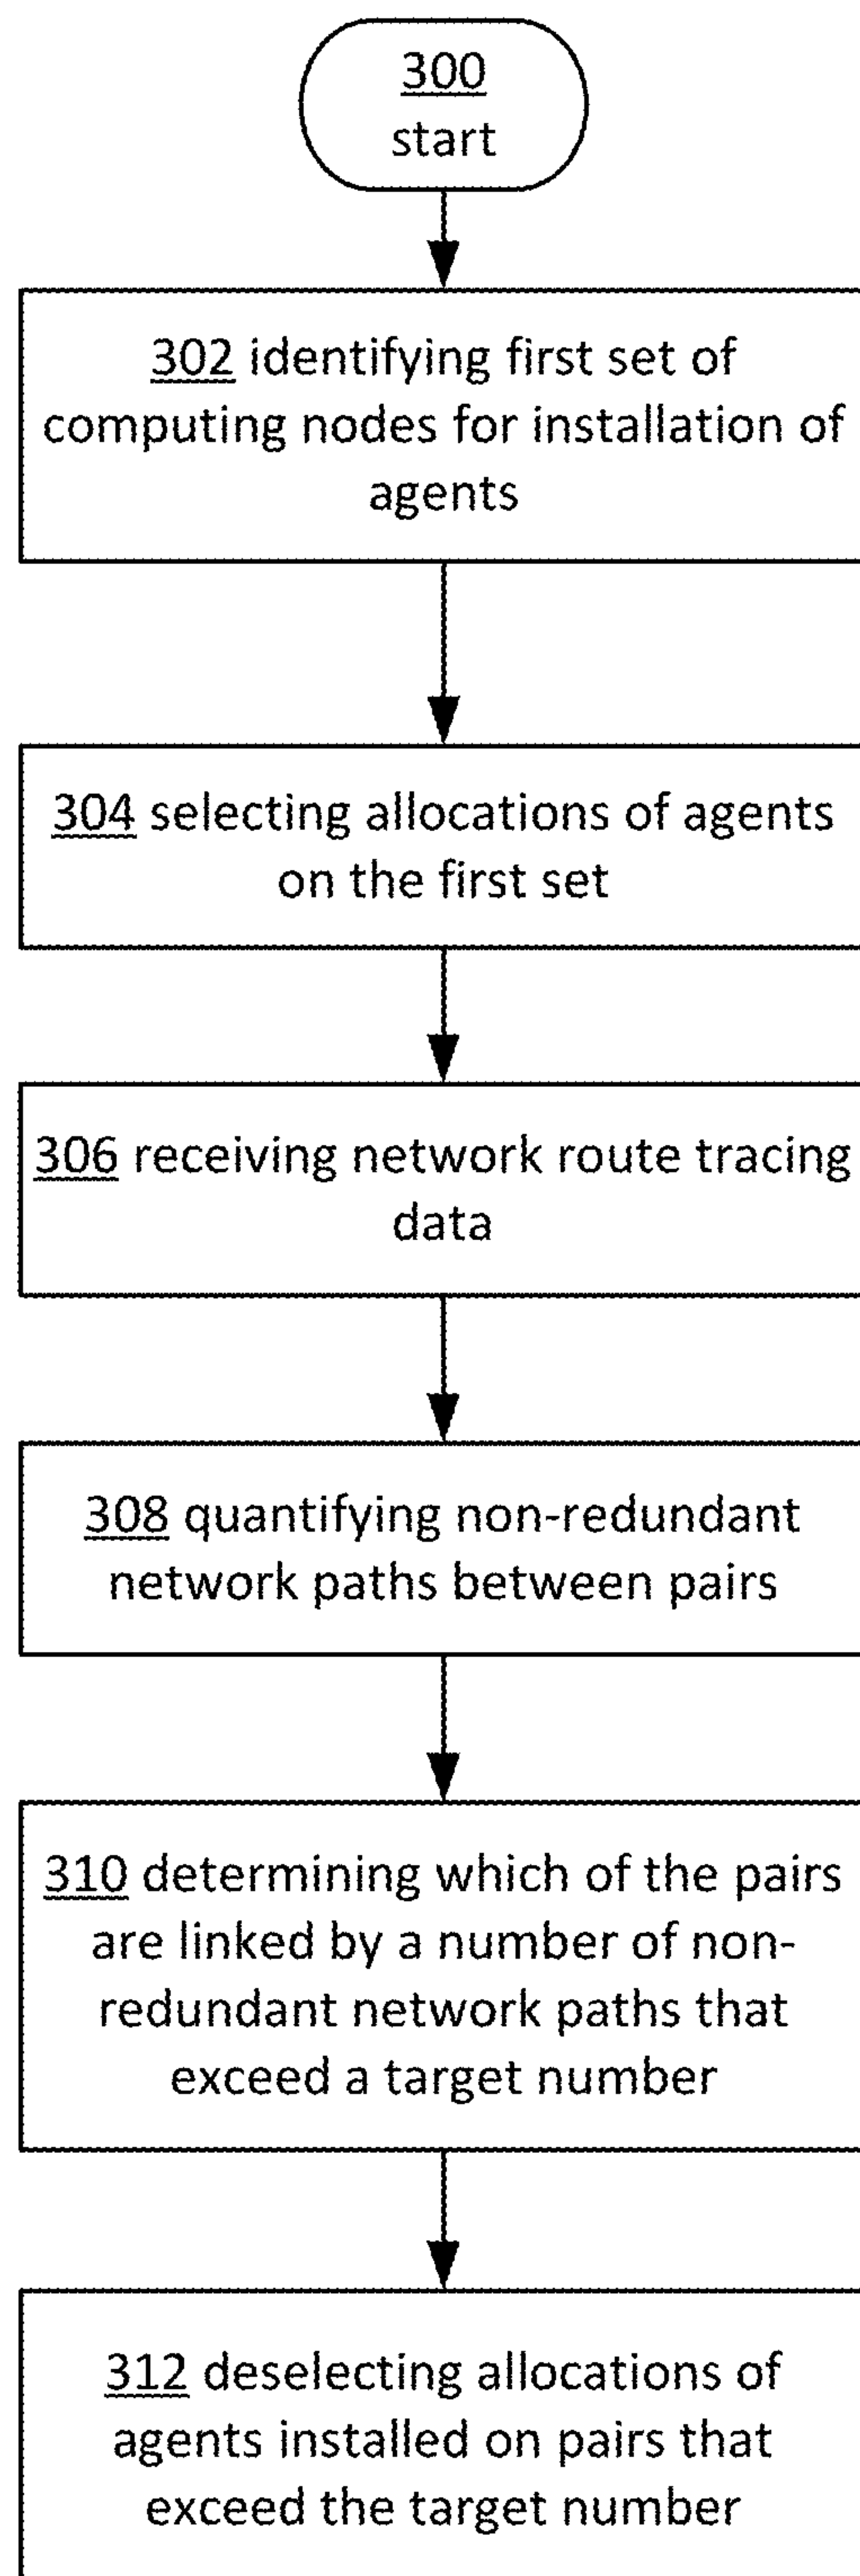 300
start
302 identifying first set of
computing nodes for installation of
agents
304 selecting allocations of agents
on the first set
306 receiving network route tracing
data
308 quantifying non-redundant
network paths between pairs
310 determining which of the pairs
are linked by a number of non-
redundant network paths that
exceed a target number
312 deselecting allocations of
agents installed on pairs that
exceed the target number